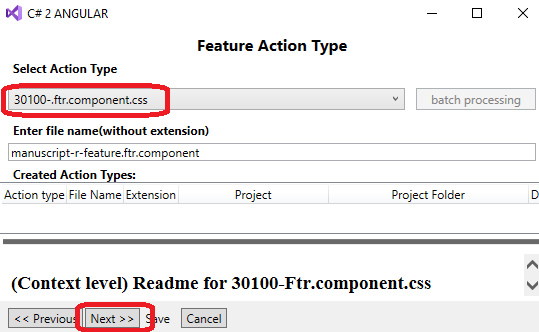 C# 2 ANGULAR
Feature Action Type
Select Action Type
30100-.ftr.component.css
batch processing
Enter file name(without extension)
manuscript-r-feature.ftr.component
Created Action Types:
Action type File Name Extension Project Project Folder D
(Context level) Readme for 30100-Ftr.component.css
<< Previous Next >> Save Cancel